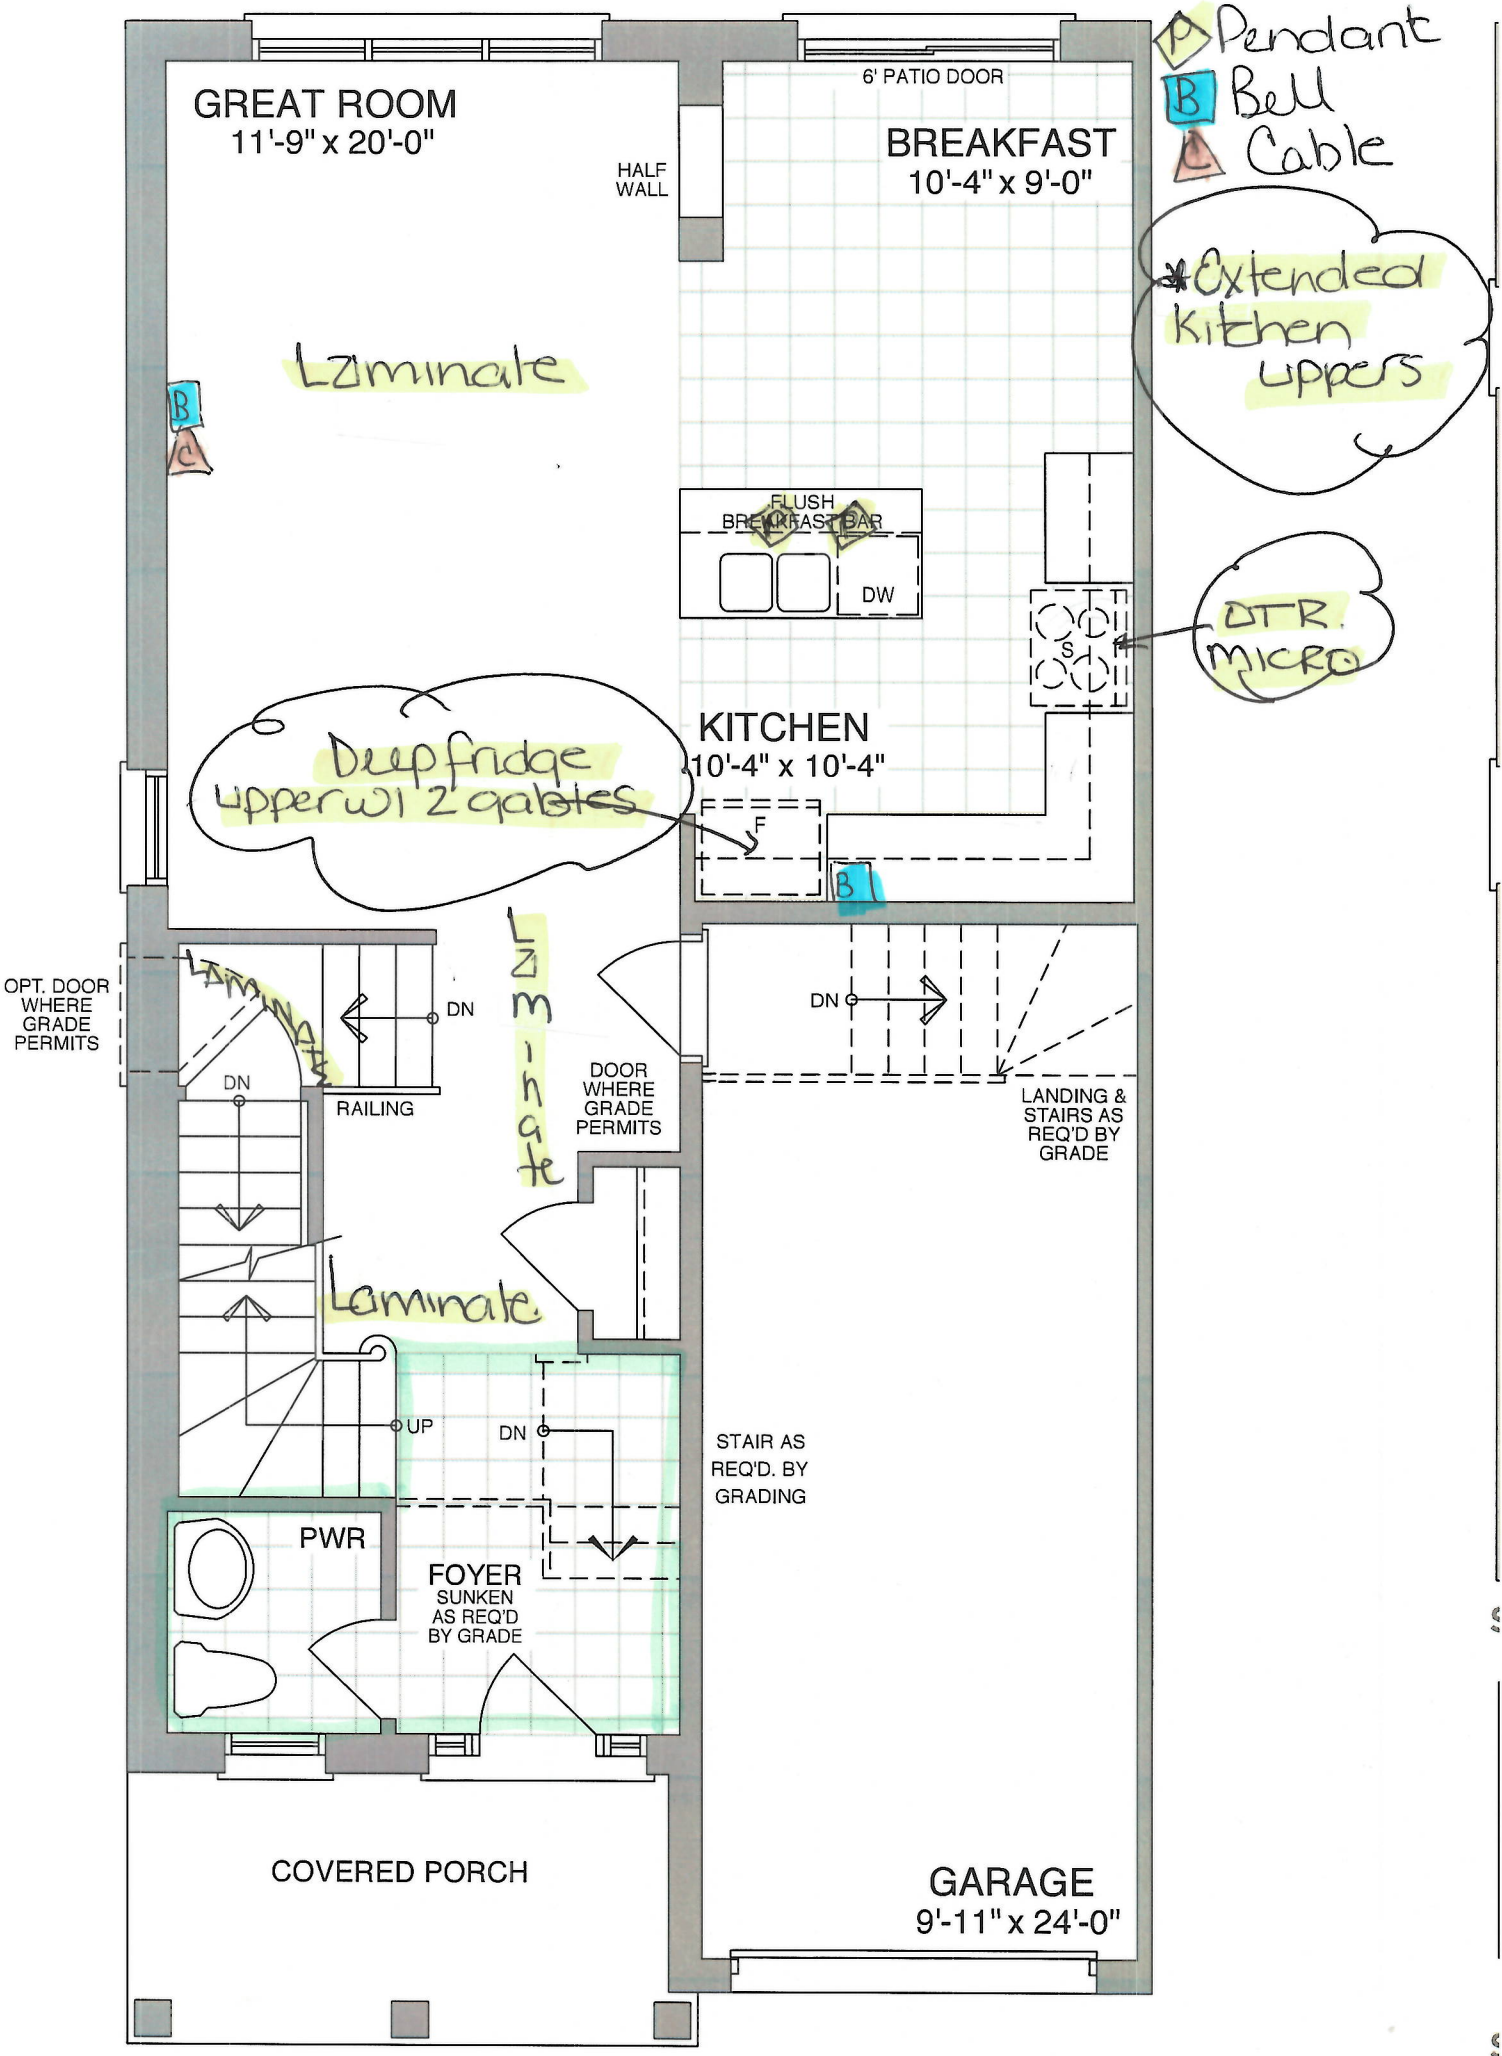 P Pendant
B Bell
C Cable
6' PATIO DOOR
GREAT ROOM
11'-9" x 20'-0"
BREAKFAST
10'-4" x 9'-0"
HALF
WALL
*Extended
Kitchen
uppers
Laminate
B
C
FLUSH
BREAKFAST BAR
P P
DW
S
OTR.
MICRO
KITCHEN
10'-4" x 10'-4"
Deep fridge
upper w/ 2 gables
F
B
Laminate
OPT. DOOR
WHERE
GRADE
PERMITS
Laminate
DN
DN
DN
RAILING
DOOR
WHERE
GRADE
PERMITS
LANDING &
STAIRS AS
REQ'D BY
GRADE
Laminate
UP
DN
STAIR AS
REQ'D. BY
GRADING
PWR
FOYER
SUNKEN
AS REQ'D
BY GRADE
COVERED PORCH
GARAGE
9'-11" x 24'-0"